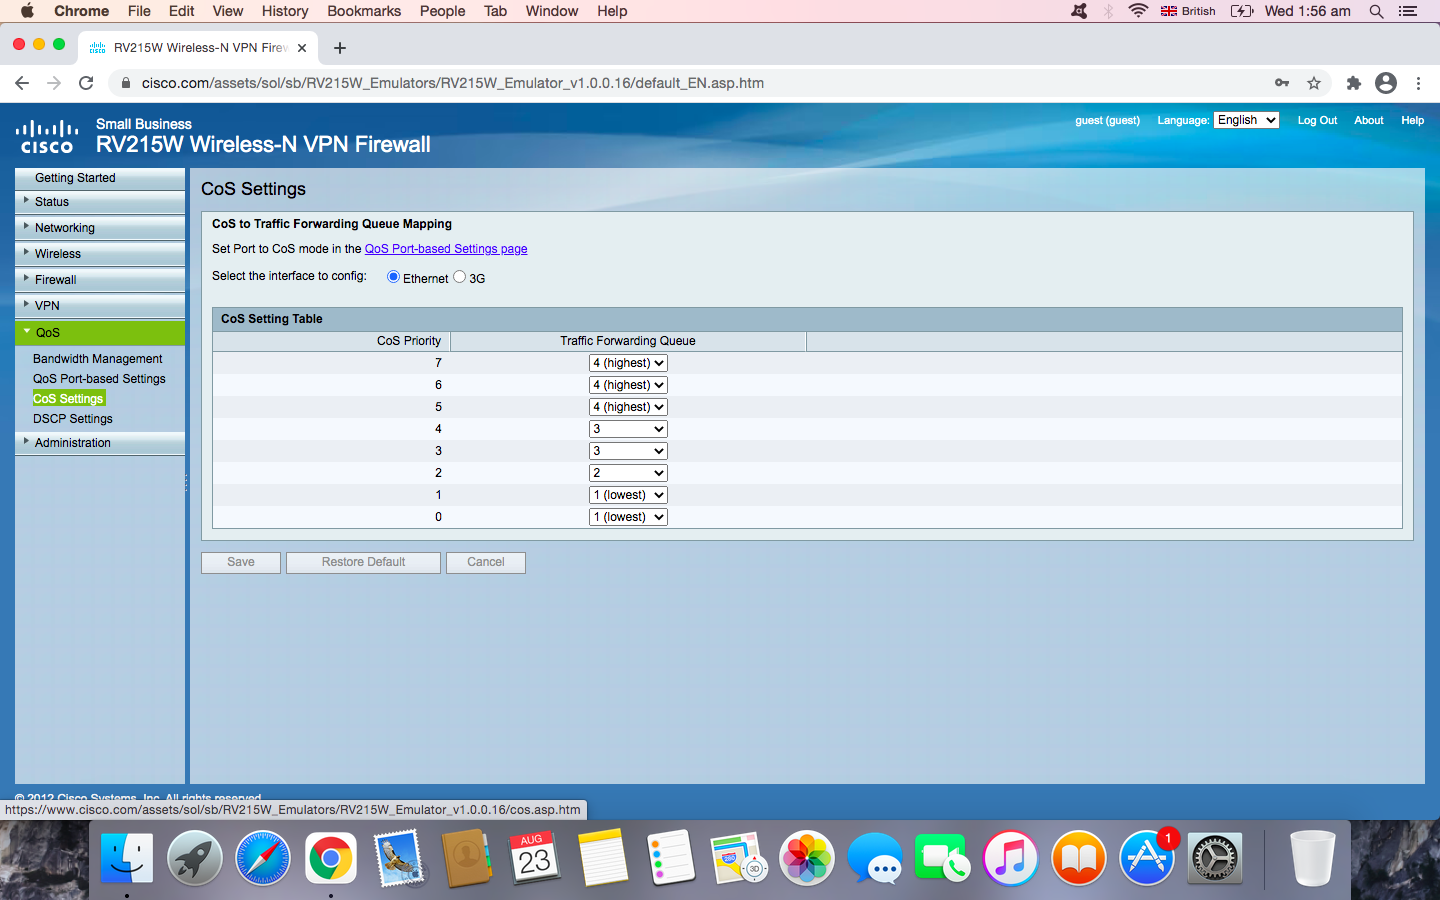 Chrome File Edit View History Bookmarks People Tab Window Help British Wed 1:56 am
RV215W Wireless-N VPN Firew
cisco.com/assets/sol/sb/RV215W_Emulators/RV215W_Emulator_v1.0.0.16/default_EN.asp.htm
cisco Small Business
RV215W Wireless-N VPN Firewall
guest (guest) Language: English Log Out About Help
Getting Started
Status
Networking
Wireless
Firewall
VPN
QoS
Bandwidth Management
QoS Port-based Settings
CoS Settings
DSCP Settings
Administration
CoS Settings
CoS to Traffic Forwarding Queue Mapping
Set Port to CoS mode in the QoS Port-based Settings page
Select the interface to config: Ethernet 3G
CoS Setting Table
CoS Priority Traffic Forwarding Queue
7 4 (highest)
6 4 (highest)
5 4 (highest)
4 3
3 3
2 2
1 1 (lowest)
0 1 (lowest)
Save Restore Default Cancel
© 2012 Cisco Systems, Inc. All rights reserved.
https://www.cisco.com/assets/sol/sb/RV215W_Emulators/RV215W_Emulator_v1.0.0.16/cos.asp.htm
AUG
23
280
3D
1